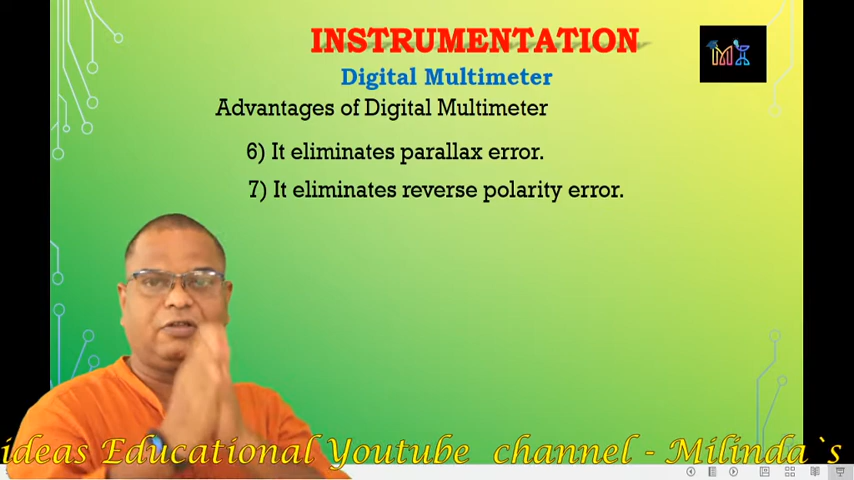 INSTRUMENTATION
MI
Digital Multimeter
Advantages of Digital Multimeter
6) It eliminates parallax error.
7) It eliminates reverse polarity error.
ideas Educational Youtube channel - Milinda`s